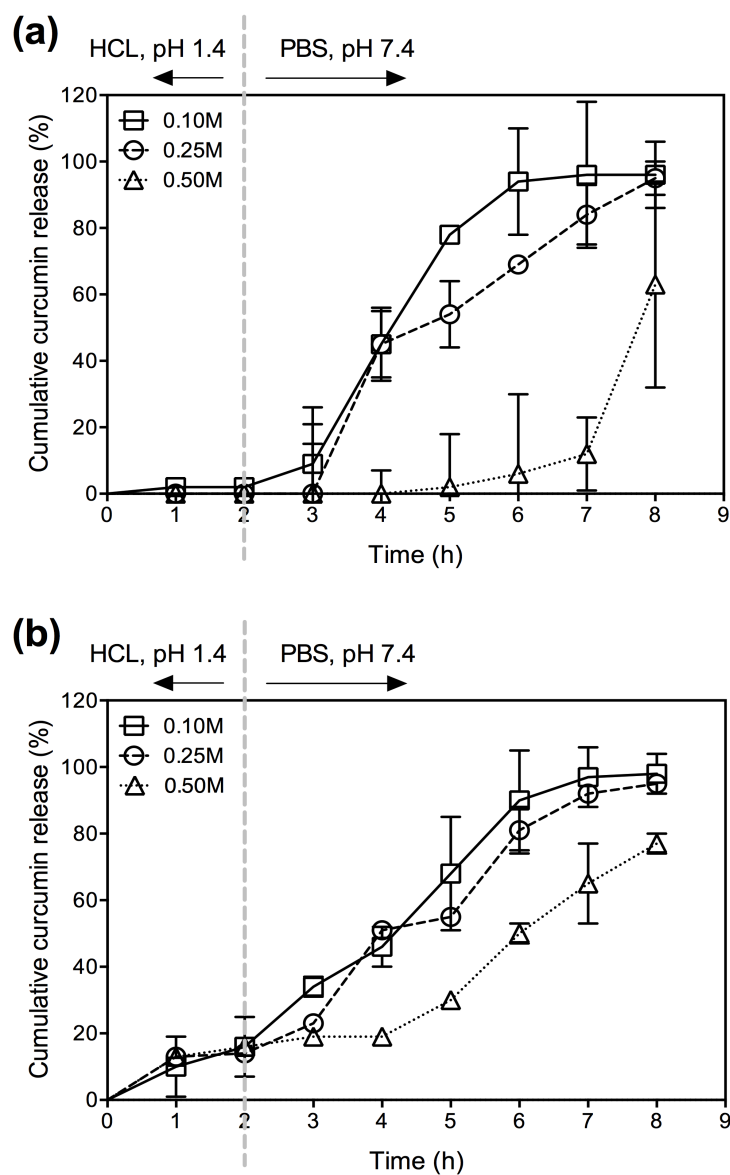 (a)
HCL, pH 1.4
PBS, pH 7.4
120
100
80
60
40
20
0
Cumulative curcumin release (%)
0.10M
0.25M
0.50M
0 1 2 3 4 5 6 7 8 9
Time (h)
(b)
HCL, pH 1.4
PBS, pH 7.4
120
100
80
60
40
20
0
Cumulative curcumin release (%)
0.10M
0.25M
0.50M
0 1 2 3 4 5 6 7 8 9
Time (h)